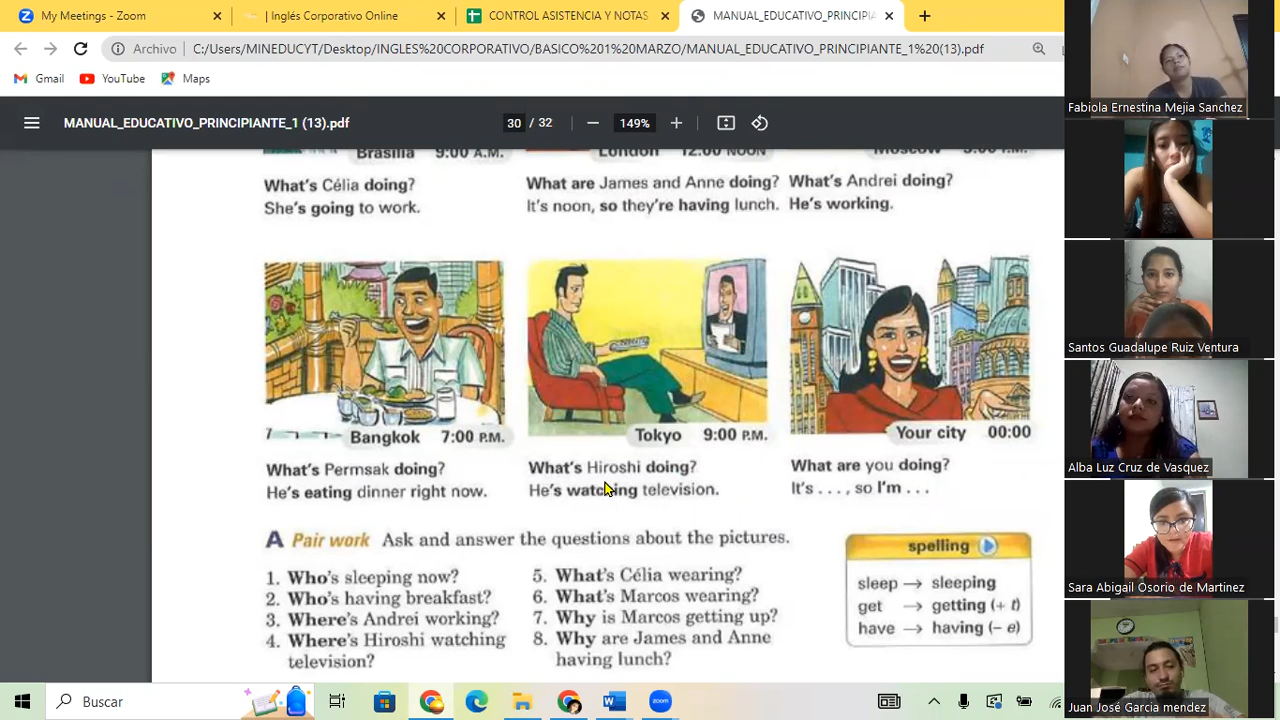 My Meetings - Zoom
| Inglés Corporativo Online
CONTROL ASISTENCIA Y NOTAS
MANUAL_EDUCATIVO_PRINCIPIA
Archivo
C:/Users/MINEDUCYT/Desktop/INGLES%20CORPORATIVO/BASICO%201%20MARZO/MANUAL_EDUCATIVO_PRINCIPIANTE_1%20(13).pdf
Gmail
YouTube
Maps
MANUAL_EDUCATIVO_PRINCIPIANTE_1 (13).pdf
30 / 32
149%
Brasília 9:00 A.M.
London 12:00 NOON
Moscow
What's Célia doing?
She's going to work.
What are James and Anne doing?
It's noon, so they're having lunch.
What's Andrei doing?
He's working.
Bangkok 7:00 P.M.
Tokyo 9:00 P.M.
Your city 00:00
What's Permsak doing?
He's eating dinner right now.
What's Hiroshi doing?
He's watching television.
What are you doing?
It's . . . , so I'm . . .
A Pair work Ask and answer the questions about the pictures.
1. Who's sleeping now?
2. Who's having breakfast?
3. Where's Andrei working?
4. Where's Hiroshi watching
television?
5. What's Célia wearing?
6. What's Marcos wearing?
7. Why is Marcos getting up?
8. Why are James and Anne
having lunch?
spelling
sleep → sleeping
get → getting (+ t)
have → having (– e)
Fabiola Ernestina Mejia Sanchez
Santos Guadalupe Ruiz Ventura
Alba Luz Cruz de Vasquez
Sara Abigail Osorio de Martinez
Juan José Garcia mendez
Buscar
zoom